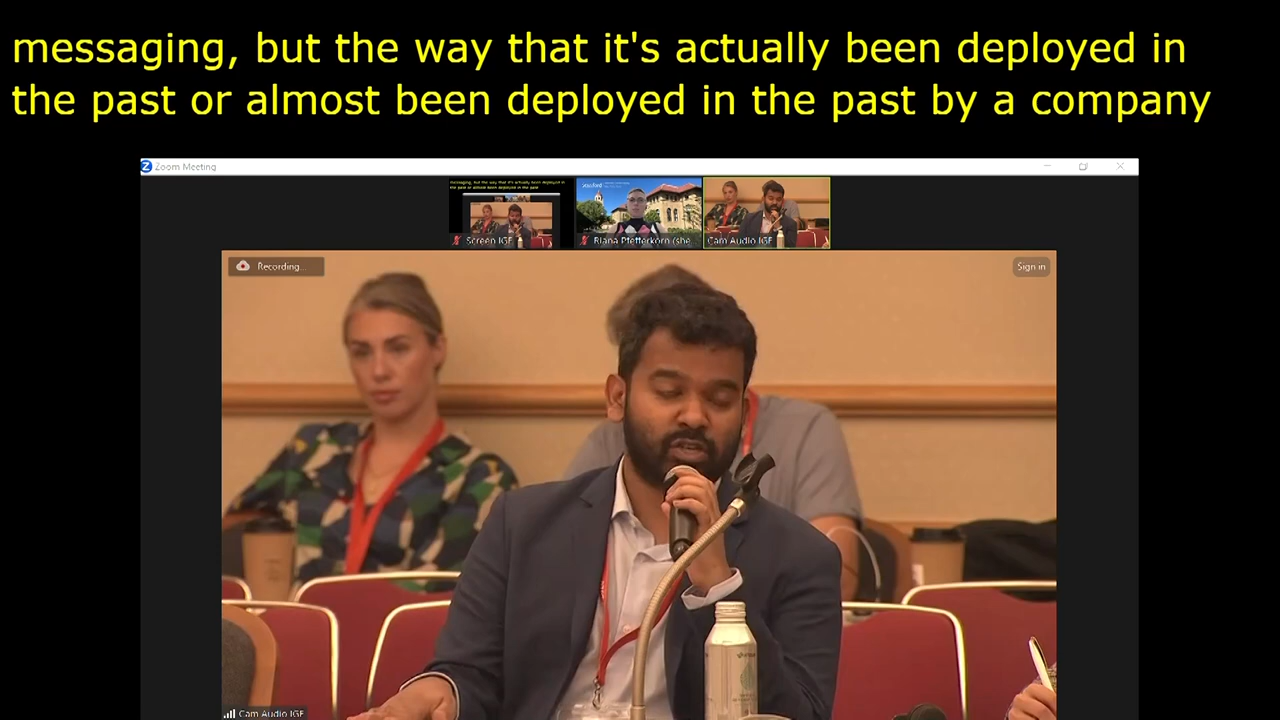 messaging, but the way that it's actually been deployed in
the past or almost been deployed in the past by a company
Zoom Meeting
Screen IGF
Riana Pfefferkorn (she...
Cam Audio IGF
Recording...
Sign in
Cam Audio IGF